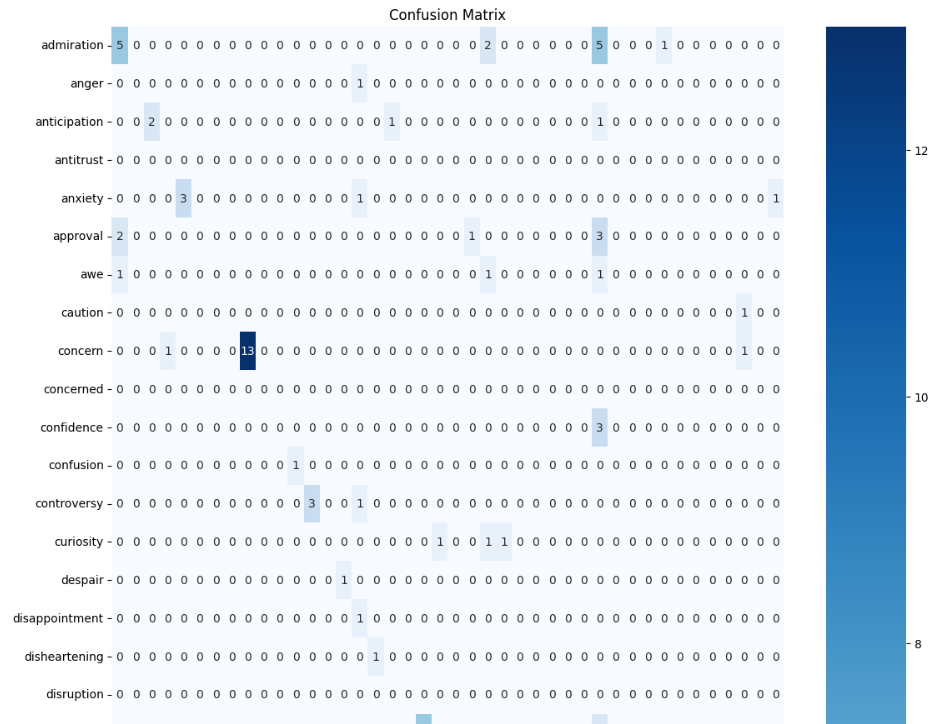 Confusion Matrix
admiration 5 0 0 0 0 0 0 0 0 0 0 0 0 0 0 0 0 0 0 0 0 0 0 2 0 0 0 0 0 0 5 0 0 0 1 0 0 0 0 0 0 0
anger 0 0 0 0 0 0 0 0 0 0 0 0 0 0 0 1 0 0 0 0 0 0 0 0 0 0 0 0 0 0 0 0 0 0 0 0 0 0 0 0 0 0
anticipation 0 0 2 0 0 0 0 0 0 0 0 0 0 0 0 0 0 1 0 0 0 0 0 0 0 0 0 0 0 0 1 0 0 0 0 0 0 0 0 0 0 0
12
antitrust 0 0 0 0 0 0 0 0 0 0 0 0 0 0 0 0 0 0 0 0 0 0 0 0 0 0 0 0 0 0 0 0 0 0 0 0 0 0 0 0 0 0
anxiety 0 0 0 0 3 0 0 0 0 0 0 0 0 0 0 1 0 0 0 0 0 0 0 0 0 0 0 0 0 0 0 0 0 0 0 0 0 0 0 0 0 1
approval 2 0 0 0 0 0 0 0 0 0 0 0 0 0 0 0 0 0 0 0 0 0 1 0 0 0 0 0 0 0 3 0 0 0 0 0 0 0 0 0 0 0
awe 1 0 0 0 0 0 0 0 0 0 0 0 0 0 0 0 0 0 0 0 0 0 0 1 0 0 0 0 0 0 1 0 0 0 0 0 0 0 0 0 0 0
caution 0 0 0 0 0 0 0 0 0 0 0 0 0 0 0 0 0 0 0 0 0 0 0 0 0 0 0 0 0 0 0 0 0 0 0 0 0 0 0 1 0 0
concern 0 0 0 1 0 0 0 0 13 0 0 0 0 0 0 0 0 0 0 0 0 0 0 0 0 0 0 0 0 0 0 0 0 0 0 0 0 0 0 1 0 0
concerned 0 0 0 0 0 0 0 0 0 0 0 0 0 0 0 0 0 0 0 0 0 0 0 0 0 0 0 0 0 0 0 0 0 0 0 0 0 0 0 0 0 0
10
confidence 0 0 0 0 0 0 0 0 0 0 0 0 0 0 0 0 0 0 0 0 0 0 0 0 0 0 0 0 0 0 3 0 0 0 0 0 0 0 0 0 0 0
confusion 0 0 0 0 0 0 0 0 0 0 0 1 0 0 0 0 0 0 0 0 0 0 0 0 0 0 0 0 0 0 0 0 0 0 0 0 0 0 0 0 0 0
controversy 0 0 0 0 0 0 0 0 0 0 0 0 3 0 0 1 0 0 0 0 0 0 0 0 0 0 0 0 0 0 0 0 0 0 0 0 0 0 0 0 0 0
curiosity 0 0 0 0 0 0 0 0 0 0 0 0 0 0 0 0 0 0 0 0 1 0 0 1 1 0 0 0 0 0 0 0 0 0 0 0 0 0 0 0 0 0
despair 0 0 0 0 0 0 0 0 0 0 0 0 0 0 1 0 0 0 0 0 0 0 0 0 0 0 0 0 0 0 0 0 0 0 0 0 0 0 0 0 0 0
disappointment 0 0 0 0 0 0 0 0 0 0 0 0 0 0 0 1 0 0 0 0 0 0 0 0 0 0 0 0 0 0 0 0 0 0 0 0 0 0 0 0 0 0
8
disheartening 0 0 0 0 0 0 0 0 0 0 0 0 0 0 0 0 1 0 0 0 0 0 0 0 0 0 0 0 0 0 0 0 0 0 0 0 0 0 0 0 0 0
disruption 0 0 0 0 0 0 0 0 0 0 0 0 0 0 0 0 0 0 0 0 0 0 0 0 0 0 0 0 0 0 0 0 0 0 0 0 0 0 0 0 0 0